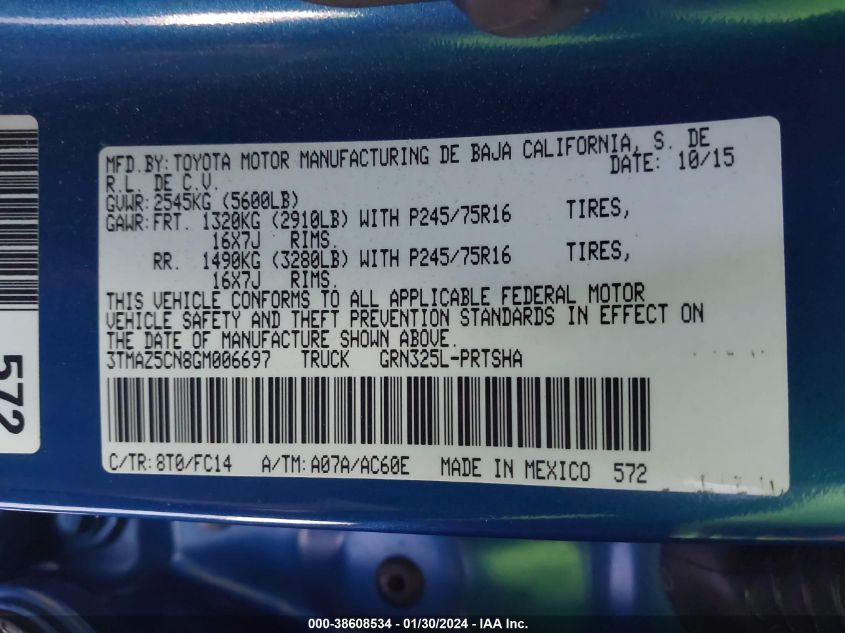 MFD.BY: TOYOTA MOTOR MANUFACTURING DE BAJA CALIFORNIA, S. DE
R.L. DE C.V. DATE: 10/15
GVWR: 2545KG (5600LB)
GAWR: FRT. 1320KG (2910LB) WITH P245/75R16 TIRES,
16X7J RIMS.
RR. 1490KG (3280LB) WITH P245/75R16 TIRES,
16X7J RIMS.
THIS VEHICLE CONFORMS TO ALL APPLICABLE FEDERAL MOTOR
VEHICLE SAFETY AND THEFT PREVENTION STANDARDS IN EFFECT ON
THE DATE OF MANUFACTURE SHOWN ABOVE.
3TMAZ5CN8GM006697 TRUCK GRN325L-PRTSHA
C/TR: 8T0/FC14 A/TM: A07A/AC60E MADE IN MEXICO 572
572
000-38608534 - 01/30/2024 - IAA Inc.